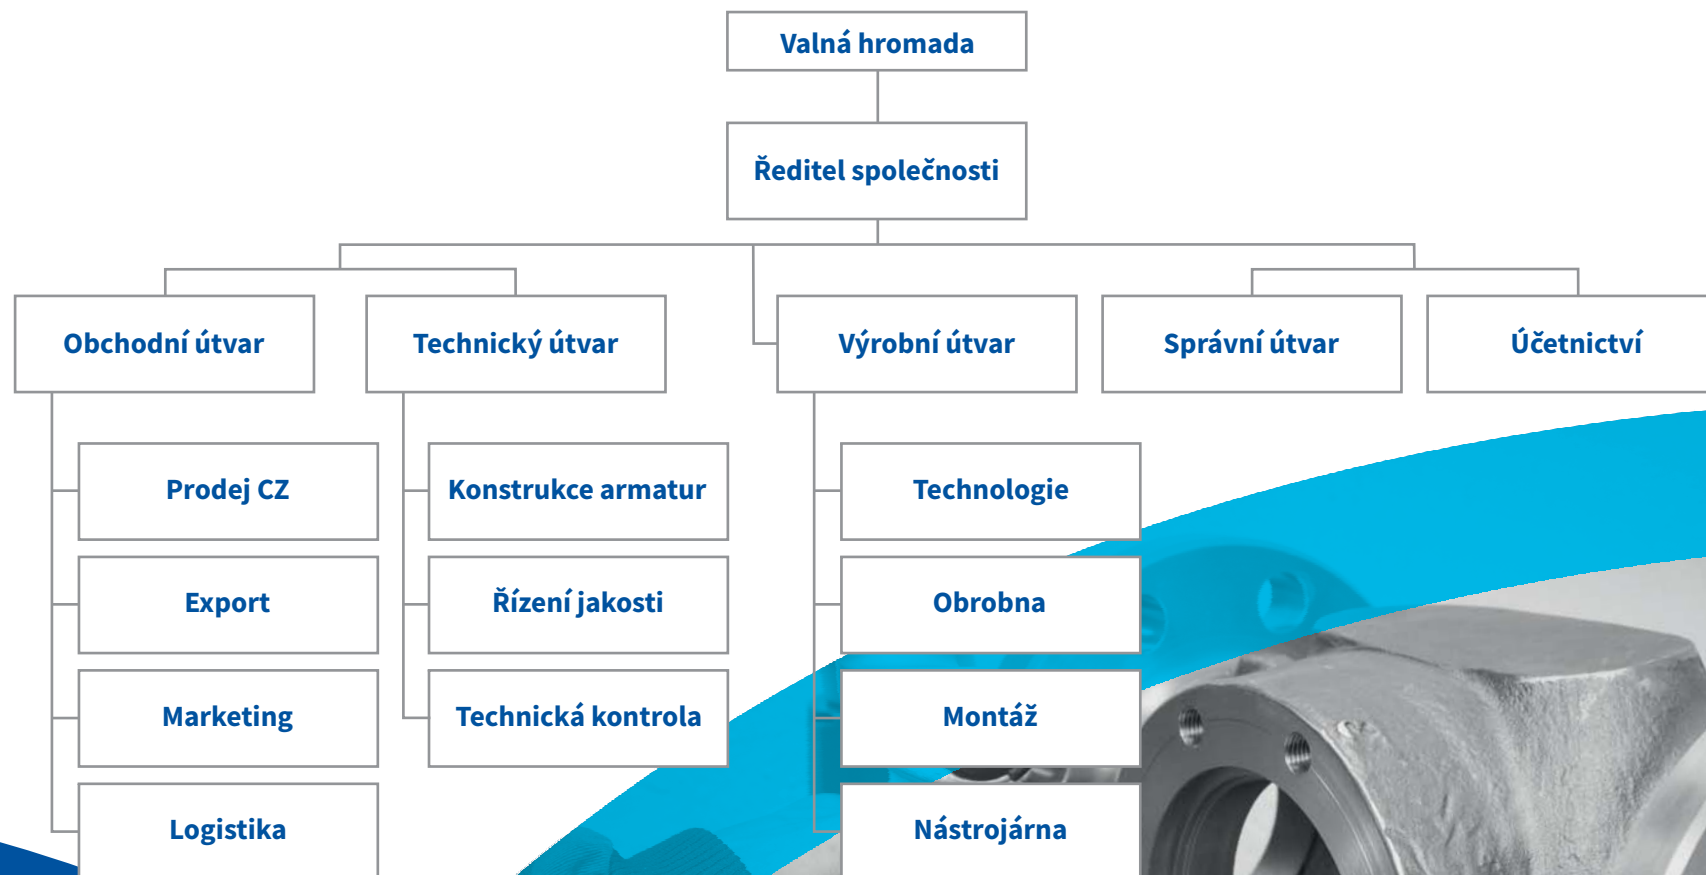 Valná hromada
Ředitel společnosti
Obchodní útvar
Technický útvar
Výrobní útvar
Správní útvar
Účetnictví
Prodej CZ
Konstrukce armatur
Technologie
Export
Řízení jakosti
Obrobna
Marketing
Technická kontrola
Montáž
Logistika
Nástrojárna